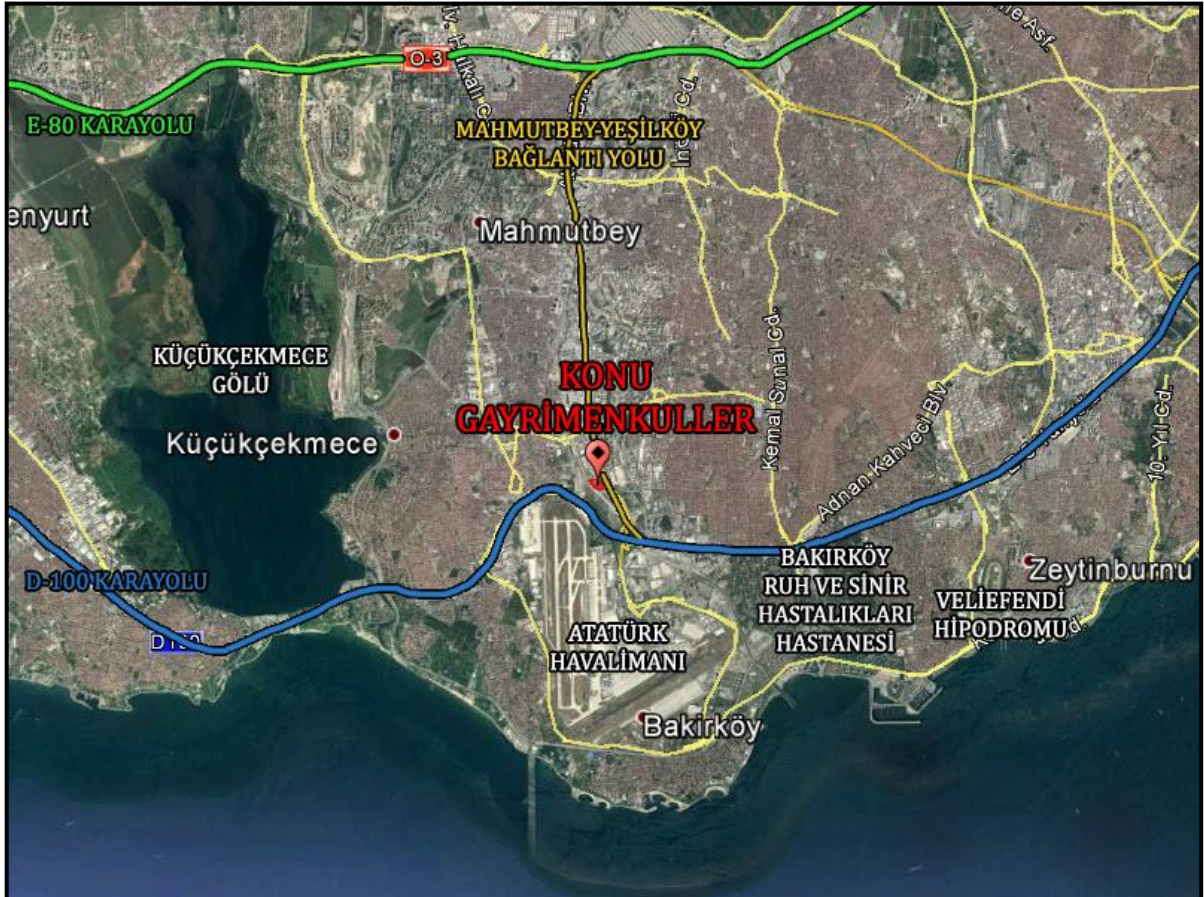 O-3
E-80 KARAYOLU
MAHMUTBEY-YEŞİLKÖY
BAĞLANTI YOLU
enyurt
Mahmutbey
KÜÇÜKÇEKMECE
GÖLÜ
KONU
GAYRİMENKULLER
Küçükçekmece
Kemal Sunal Cd.
Adnan Kahveci Blv.
10. Yıl Cd.
D-100 KARAYOLU
BAKIRKÖY
RUH VE SİNİR
HASTALIKLARI
HASTANESİ
Zeytinburnu
VELİEFENDİ
HİPODROMU
ATATÜRK
HAVALİMANI
Bakırköy